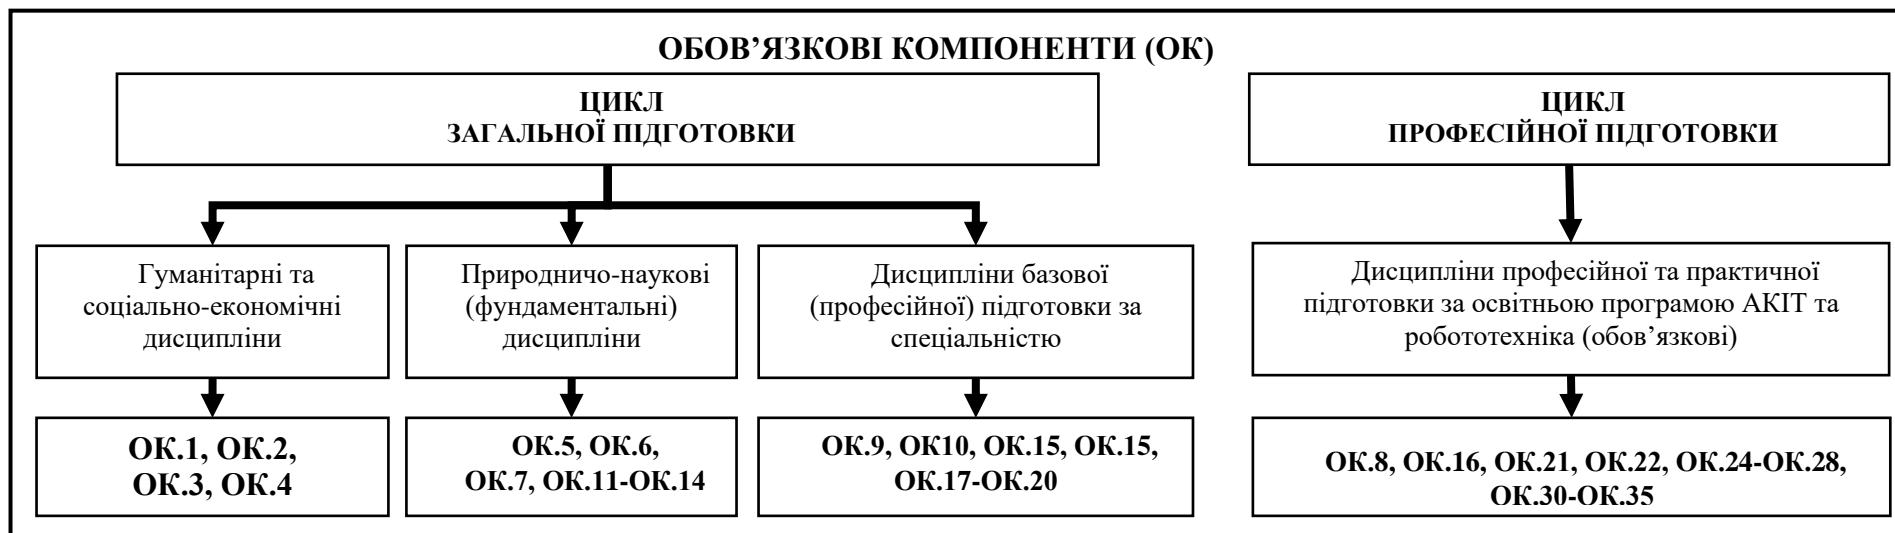 ОБОВ’ЯЗКОВІ КОМПОНЕНТИ (ОК)
ЦИКЛ
ЗАГАЛЬНОЇ ПІДГОТОВКИ
ЦИКЛ
ПРОФЕСІЙНОЇ ПІДГОТОВКИ
Гуманітарні та
соціально-економічні
дисципліни
Природничо-наукові
(фундаментальні)
дисципліни
Дисципліни базової
(професійної) підготовки за
спеціальністю
Дисципліни професійної та практичної
підготовки за освітньою програмою АКІТ та
робототехніка (обов’язкові)
ОК.1, ОК.2,
ОК.3, ОК.4
ОК.5, ОК.6,
ОК.7, ОК.11-ОК.14
ОК.9, ОК10, ОК.15, ОК.15,
ОК.17-ОК.20
ОК.8, ОК.16, ОК.21, ОК.22, ОК.24-ОК.28,
ОК.30-ОК.35